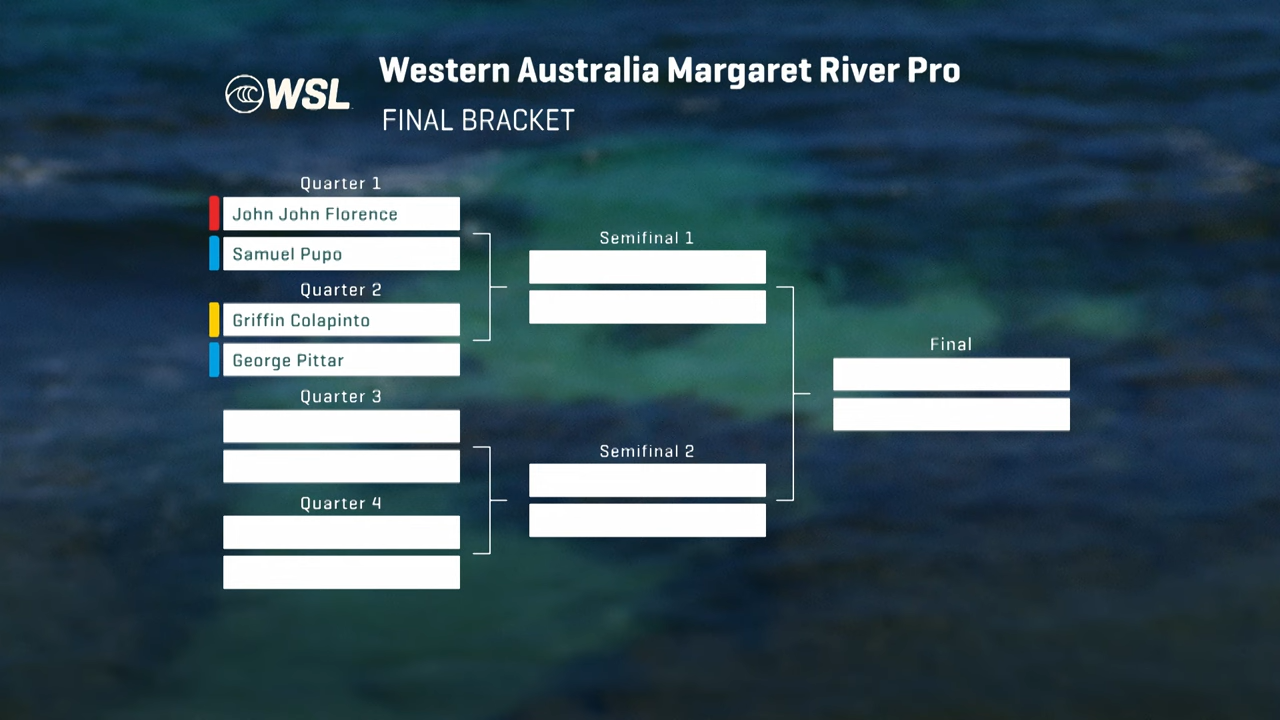 WSL
Western Australia Margaret River Pro
FINAL BRACKET
Quarter 1
John John Florence
Samuel Pupo
Quarter 2
Griffin Colapinto
George Pittar
Quarter 3
Quarter 4
Semifinal 1
Semifinal 2
Final